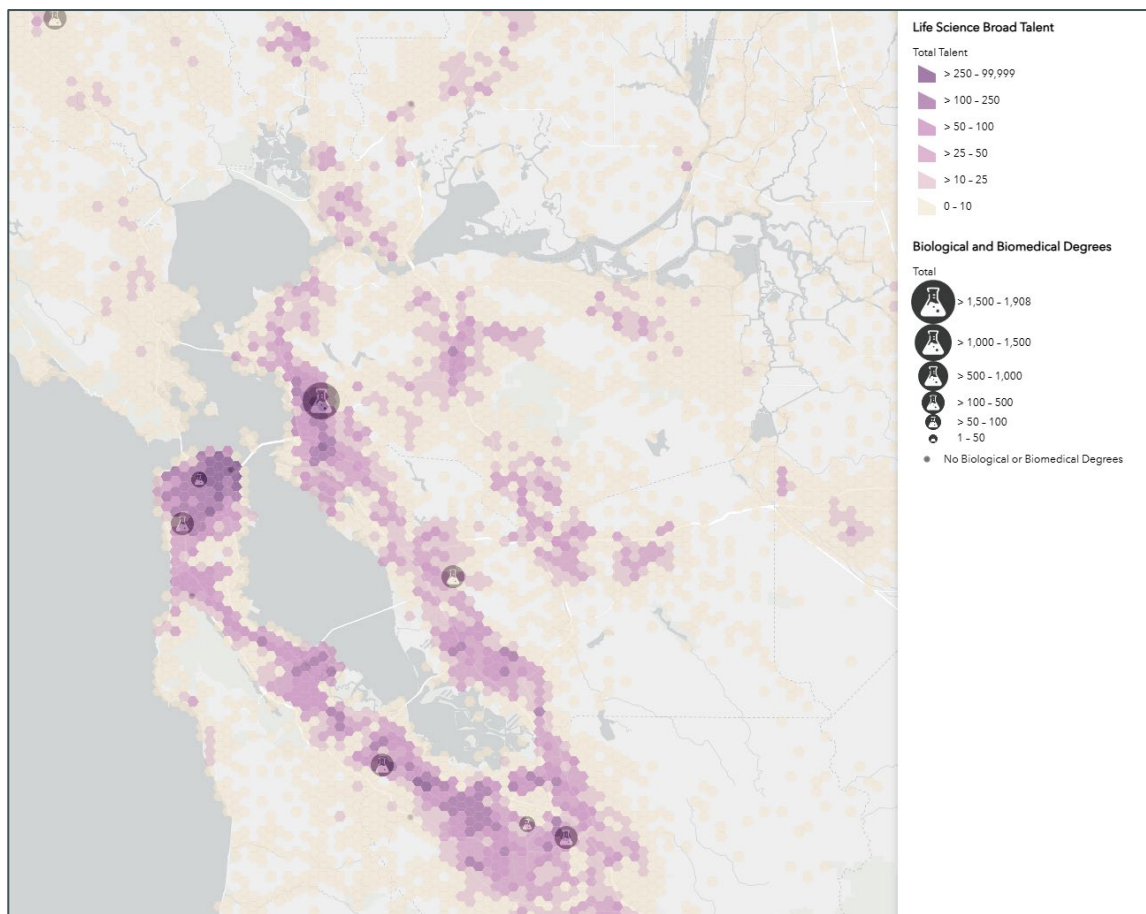 Life Science Broad Talent
Total Talent
> 250 - 99,999
> 100 - 250
> 50 - 100
> 25 - 50
> 10 - 25
0 - 10
Biological and Biomedical Degrees
Total
> 1,500 - 1,908
> 1,000 - 1,500
> 500 - 1,000
> 100 - 500
> 50 - 100
1 - 50
No Biological or Biomedical Degrees